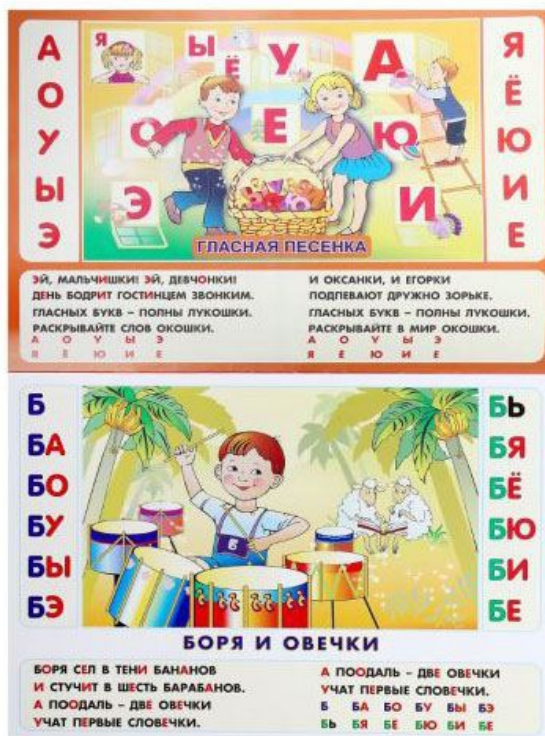 А
О
У
Ы
Э
Я
Ы
Ё
У
А
О
Е
Ю
Э
И
Я
Ё
Ю
И
Е
ГЛАСНАЯ ПЕСЕНКА
ЭЙ, МАЛЬЧИШКИ! ЭЙ, ДЕВЧОНКИ!
ДЕНЬ БОДРИТ ГОСТИНЦЕМ ЗВОНКИМ.
ГЛАСНЫХ БУКВ – ПОЛНЫ ЛУКОШКИ.
РАСКРЫВАЙТЕ СЛОВ ОКОШКИ.
А О У Ы Э
Я Ё Ю И Е
И ОКСАНКИ, И ЕГОРКИ
ПОДПЕВАЮТ ДРУЖНО ЗОРЬКЕ.
ГЛАСНЫХ БУКВ – ПОЛНЫ ЛУКОШКИ.
РАСКРЫВАЙТЕ В МИР ОКОШКИ.
А О У Ы Э
Я Ё Ю И Е
Б
БА
БО
БУ
БЫ
БЭ
Б
БЬ
БЯ
БЁ
БЮ
БИ
БЕ
БОРЯ И ОВЕЧКИ
БОРЯ СЕЛ В ТЕНИ БАНАНОВ
И СТУЧИТ В ШЕСТЬ БАРАБАНОВ.
А ПООДАЛЬ – ДВЕ ОВЕЧКИ
УЧАТ ПЕРВЫЕ СЛОВЕЧКИ.
А ПООДАЛЬ – ДВЕ ОВЕЧКИ
УЧАТ ПЕРВЫЕ СЛОВЕЧКИ.
Б БА БО БУ БЫ БЭ
БЬ БЯ БЁ БЮ БИ БЕ